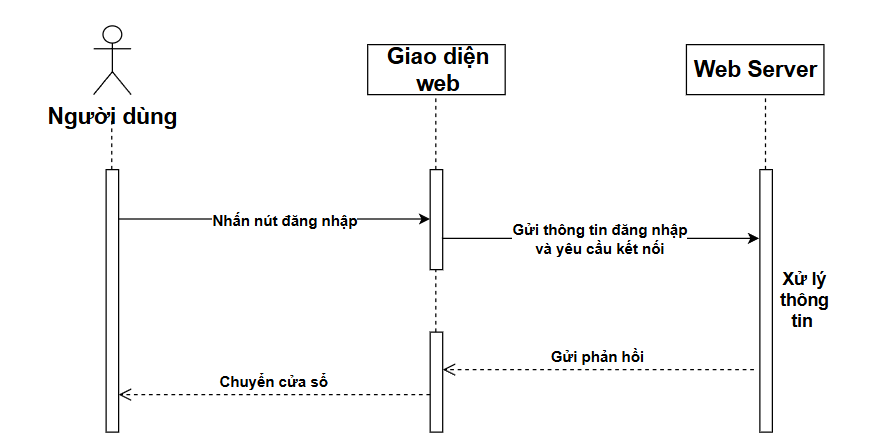 Giao diện
web
Web Server
Người dùng
Nhấn nút đăng nhập
Gửi thông tin đăng nhập
và yêu cầu kết nối
Xử lý
thông
tin
Gửi phản hồi
Chuyển cửa sổ